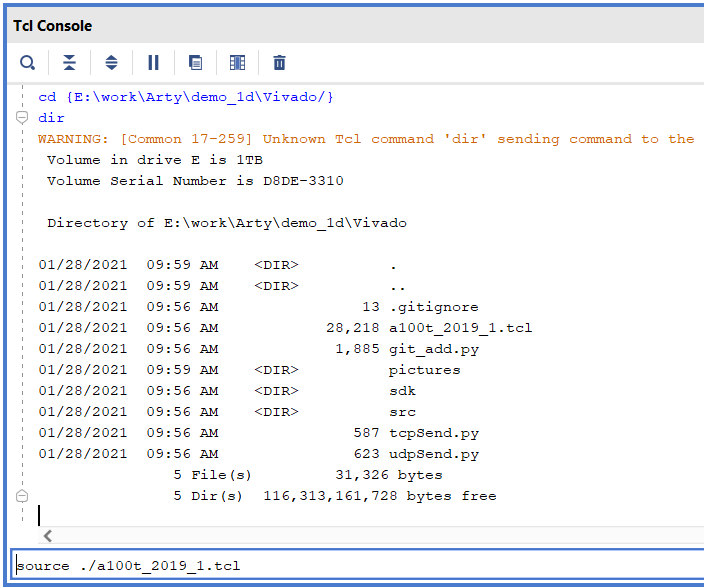 Tcl Console
cd {E:\work\Arty\demo_1d\Vivado/}
dir
WARNING: [Common 17-259] Unknown Tcl command 'dir' sending command to the
Volume in drive E is 1TB
Volume Serial Number is D8DE-3310
Directory of E:\work\Arty\demo_1d\Vivado
01/28/2021  09:59 AM    <DIR>          .
01/28/2021  09:59 AM    <DIR>          ..
01/28/2021  09:56 AM                13 .gitignore
01/28/2021  09:56 AM            28,218 a100t_2019_1.tcl
01/28/2021  09:56 AM             1,885 git_add.py
01/28/2021  09:59 AM    <DIR>          pictures
01/28/2021  09:56 AM    <DIR>          sdk
01/28/2021  09:56 AM    <DIR>          src
01/28/2021  09:56 AM               587 tcpSend.py
01/28/2021  09:56 AM               623 udpSend.py
5 File(s)         31,326 bytes
5 Dir(s)  116,313,161,728 bytes free
source ./a100t_2019_1.tcl